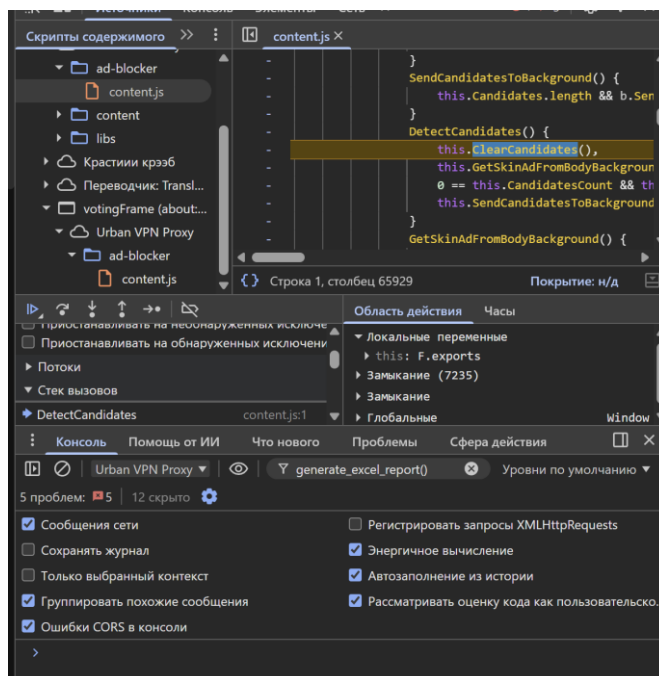 Источники Консоль Элементы Сеть
Скрипты содержимого
content.js ×
ad-blocker
content.js
content
libs
Крастиии крээб
Переводчик: Transl...
votingFrame (about:...
Urban VPN Proxy
ad-blocker
content.js
}
SendCandidatesToBackground() {
this.Candidates.length && b.Sen
}
DetectCandidates() {
this.ClearCandidates(),
this.GetSkinAdFromBodyBackgroun
0 == this.CandidatesCount && th
this.SendCandidatesToBackground
}
GetSkinAdFromBodyBackground() {
{} Строка 1, столбец 65929
Покрытие: н/д
Приостанавливать на необнаруженных исключе
Приостанавливать на обнаруженных исключени
Потоки
Стек вызовов
DetectCandidates content.js:1
Область действия Часы
Локальные переменные
this: F.exports
Замыкание (7235)
Замыкание
Глобальные Window
Консоль Помощь от ИИ Что нового Проблемы Сфера действия
Urban VPN Proxy generate_excel_report() Уровни по умолчанию
5 проблем: 5 12 скрыто
Сообщения сети
Регистрировать запросы XMLHttpRequests
Сохранять журнал
Энергичное вычисление
Только выбранный контекст
Автозаполнение из истории
Группировать похожие сообщения
Рассматривать оценку кода как пользовательско.
Ошибки CORS в консоли